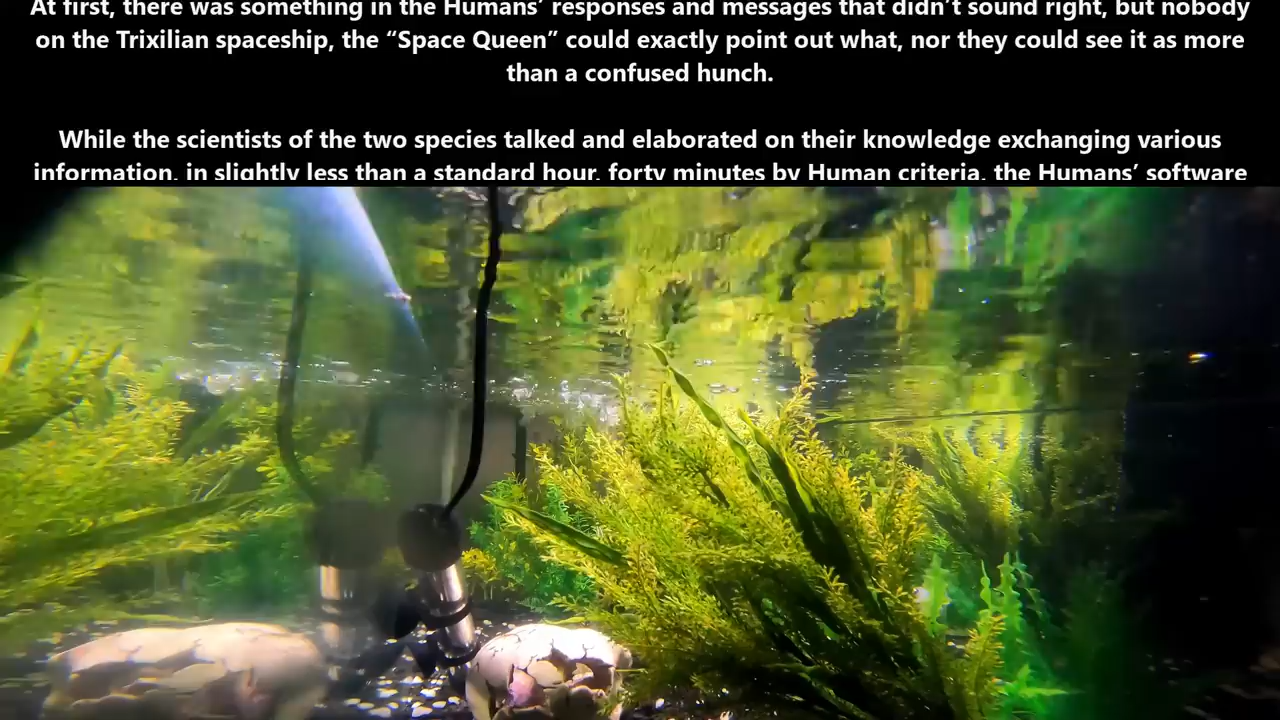 At first, there was something in the Humans’ responses and messages that didn’t sound right, but nobody
on the Trixilian spaceship, the “Space Queen” could exactly point out what, nor they could see it as more
than a confused hunch.
While the scientists of the two species talked and elaborated on their knowledge exchanging various
information, in slightly less than a standard hour, forty minutes by Human criteria, the Humans’ software